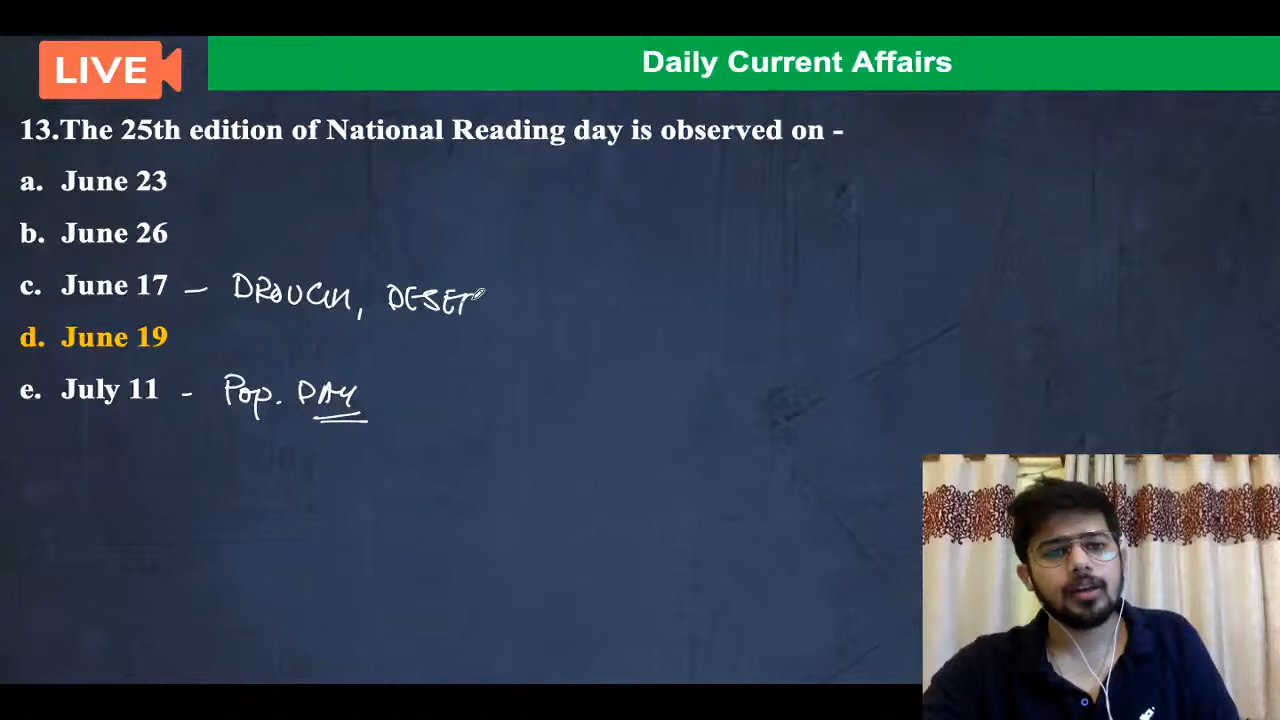 LIVE
Daily Current Affairs
13.The 25th edition of National Reading day is observed on -
a. June 23
b. June 26
c. June 17 - DROUGH, DESET
d. June 19
e. July 11 - Pop. DAY